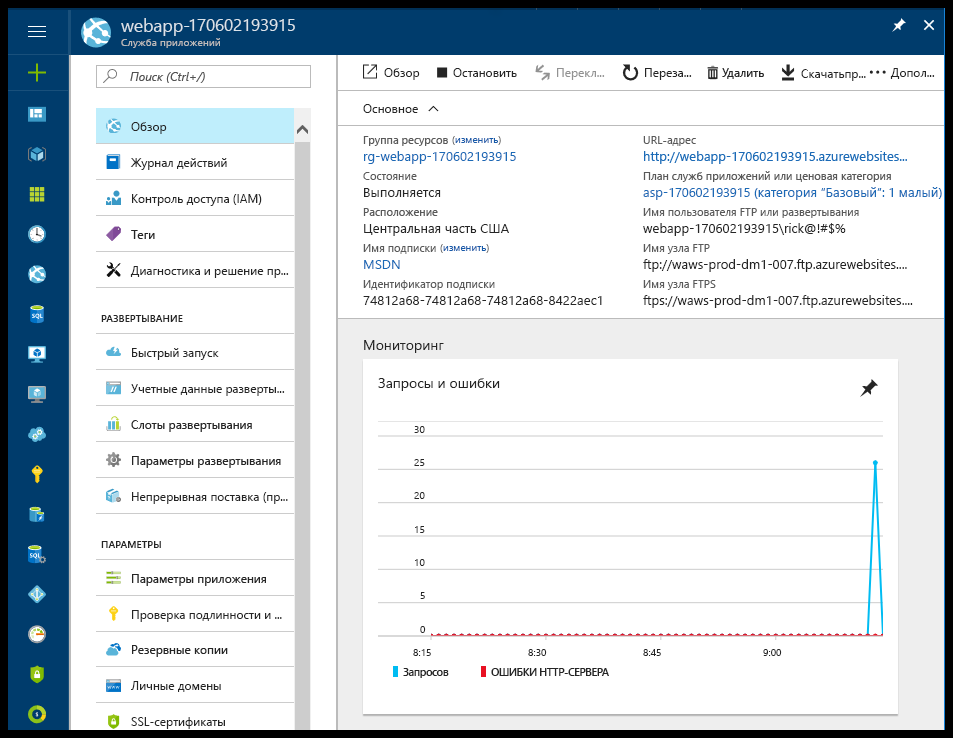 webapp-170602193915
Служба приложений
Поиск (Ctrl+/)
Обзор
Журнал действий
Контроль доступа (IAM)
Теги
Диагностика и решение пр...
РАЗВЕРТЫВАНИЕ
Быстрый запуск
Учетные данные разверты...
Слоты развертывания
Параметры развертывания
Непрерывная поставка (пр...
ПАРАМЕТРЫ
Параметры приложения
Проверка подлинности и ...
Резервные копии
Личные домены
SSL-сертификаты
Обзор Остановить Перекл... Переза... Удалить Скачатьпр... Допол...
Основное
Группа ресурсов (изменить)
rg-webapp-170602193915
Состояние
Выполняется
Расположение
Центральная часть США
Имя подписки (изменить)
MSDN
Идентификатор подписки
74812a68-74812a68-74812a68-8422aec1
URL-адрес
http://webapp-170602193915.azurewebsites...
План служб приложений или ценовая категория
asp-170602193915 (категория "Базовый": 1 малый)
Имя пользователя FTP или развертывания
webapp-170602193915\rick@!#$%
Имя узла FTP
ftp://waws-prod-dm1-007.ftp.azurewebsites....
Имя узла FTPS
ftps://waws-prod-dm1-007.ftp.azurewebsites....
Мониторинг
Запросы и ошибки
30
25
20
15
10
5
0
8:15 8:30 8:45 9:00
Запросов ОШИБКИ HTTP-СЕРВЕРА